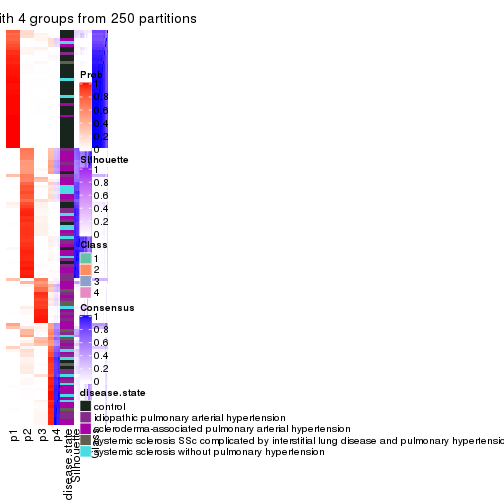 ith 4 groups from 250 partitions
Prob
1
0.8
0.6
0.4
0.2
0
Silhouette
1
0.8
0.6
0.4
0.2
0
Class
1
2
3
4
Consensus
1
0.8
0.6
0.4
0.2
0
disease.state
control
idiopathic pulmonary arterial hypertension
scleroderma-associated pulmonary arterial hypertension
systemic sclerosis SSc complicated by interstitial lung disease and pulmonary hypertensio
systemic sclerosis without pulmonary hypertension
p1
p2
p3
p4
disease.state
Silhouette